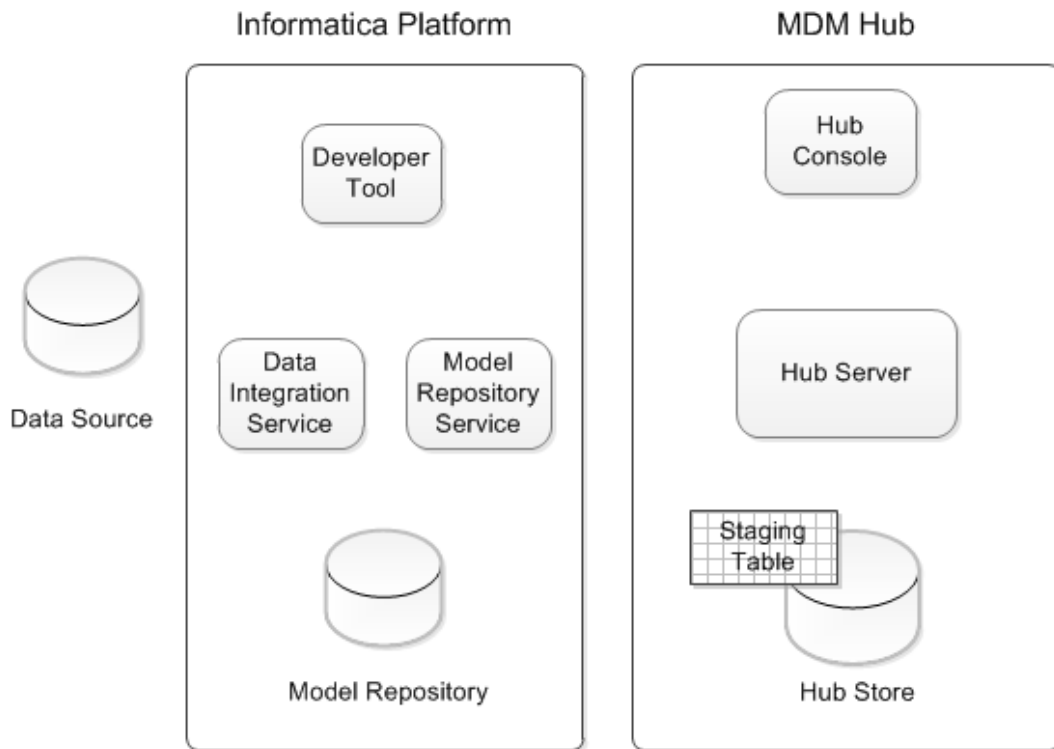 Informatica Platform
MDM Hub
Developer
Tool
Hub
Console
Data Source
Data
Integration
Service
Model
Repository
Service
Hub Server
Model Repository
Staging
Table
Hub Store